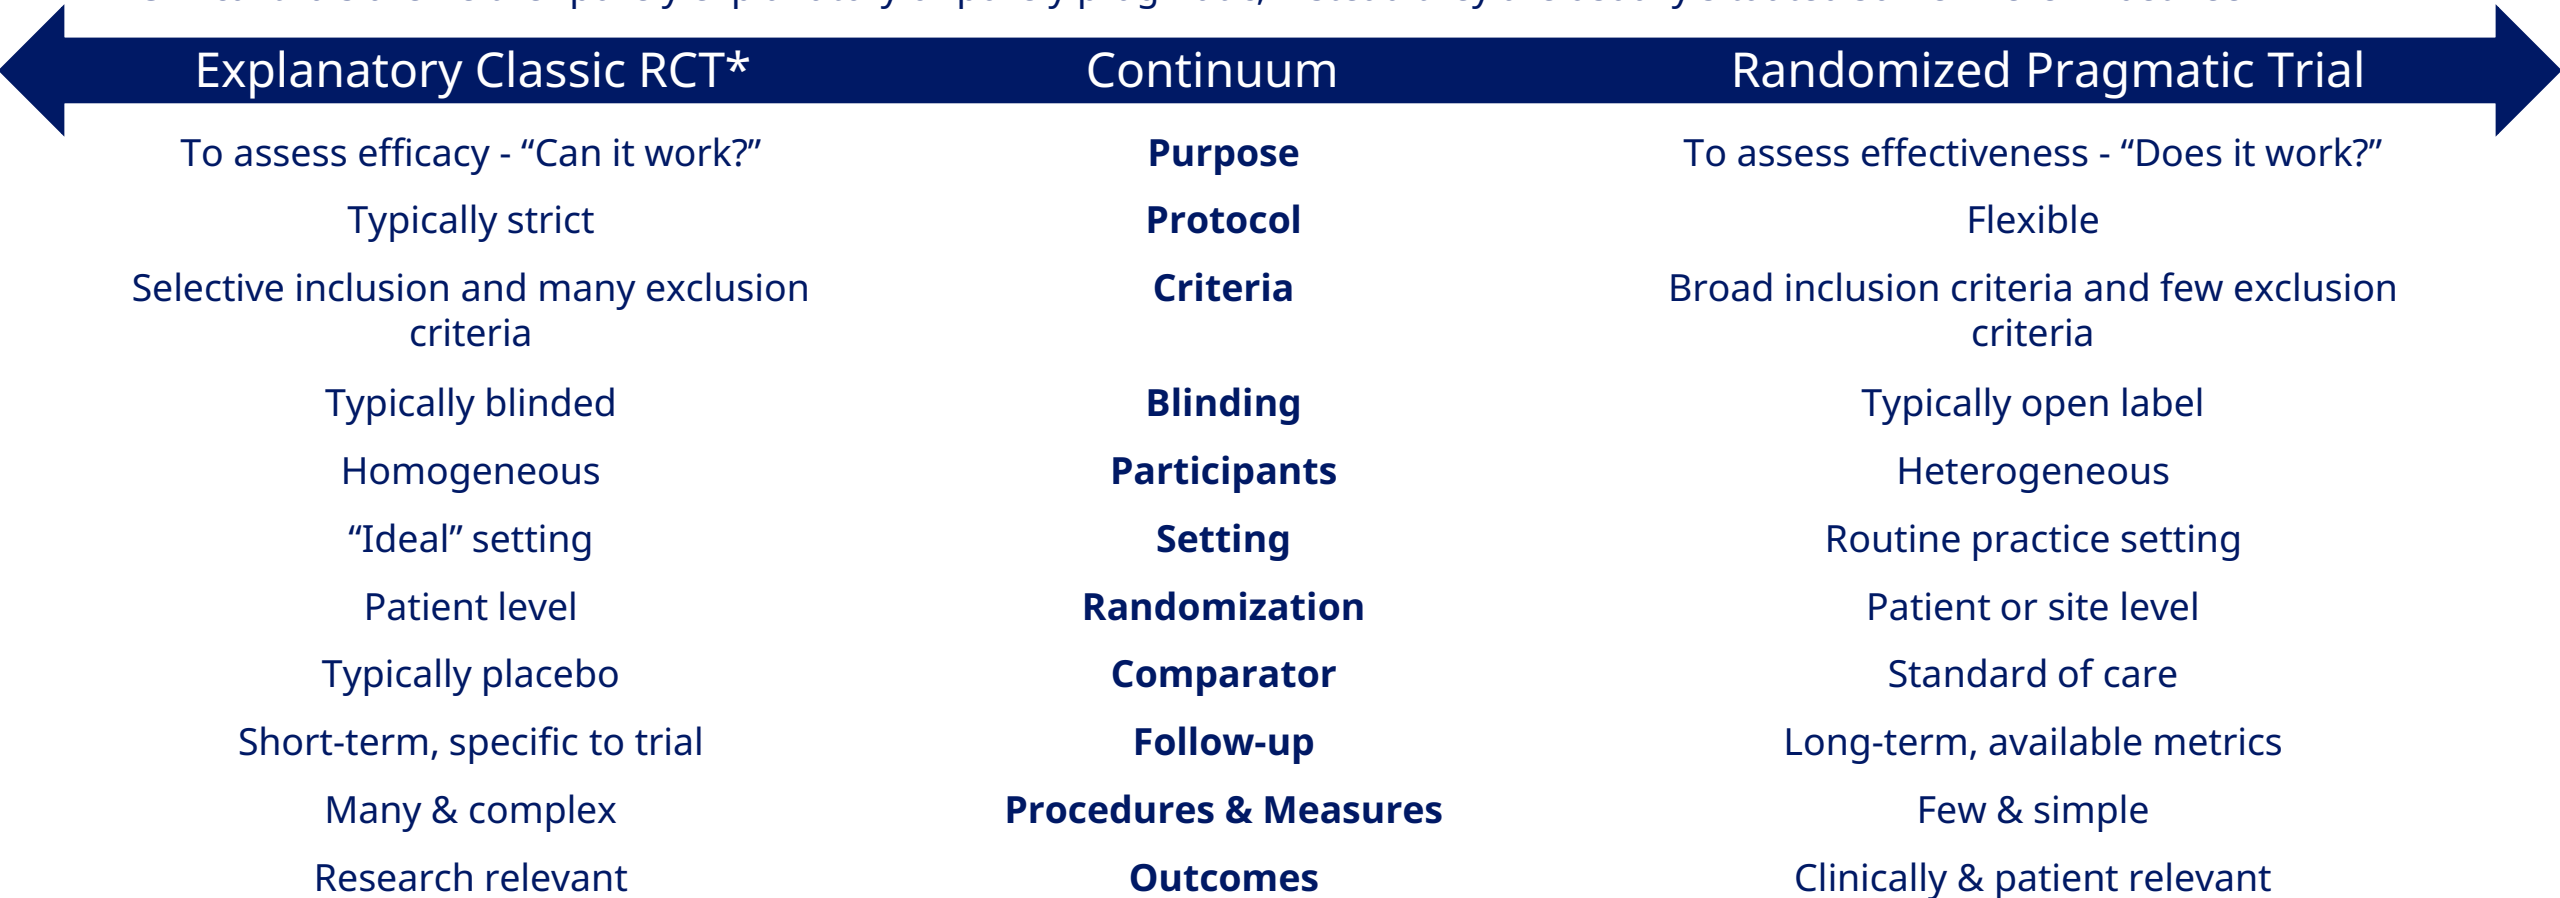 Explanatory Classic RCT* Continuum Randomized Pragmatic Trial
To assess efficacy - “Can it work?” Purpose To assess effectiveness - “Does it work?”
Typically strict Protocol Flexible
Selective inclusion and many exclusion Criteria Broad inclusion criteria and few exclusion
criteria criteria
Typically blinded Blinding Typically open label
Homogeneous Participants Heterogeneous
“Ideal” setting Setting Routine practice setting
Patient level Randomization Patient or site level
Typically placebo Comparator Standard of care
Short-term, specific to trial Follow-up Long-term, available metrics
Many & complex Procedures & Measures Few & simple
Research relevant Outcomes Clinically & patient relevant